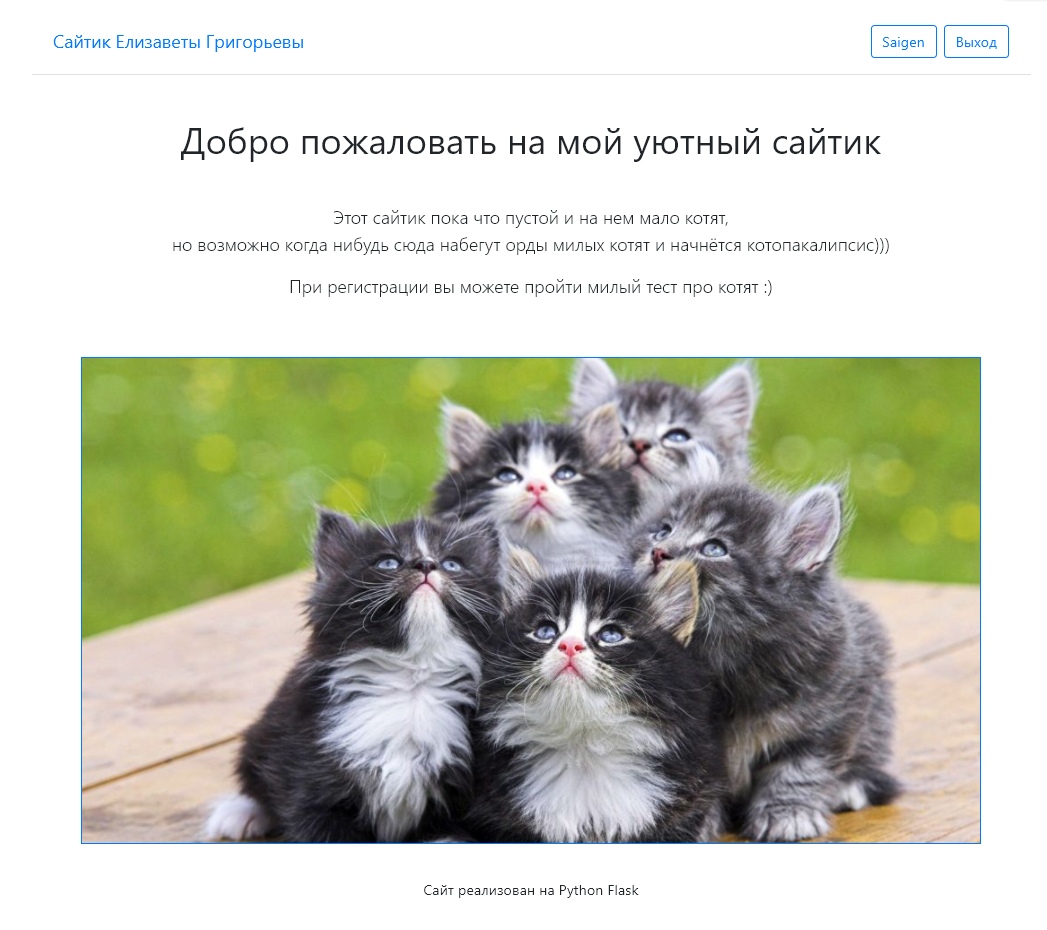 Сайтик Елизаветы Григорьевы
Saigen
Выход
Добро пожаловать на мой уютный сайтик
Этот сайтик пока что пустой и на нем мало котят,
но возможно когда нибудь сюда набегут орды милых котят и начнётся котопакалипсис)))
При регистрации вы можете пройти милый тест про котят :)
Сайт реализован на Python Flask